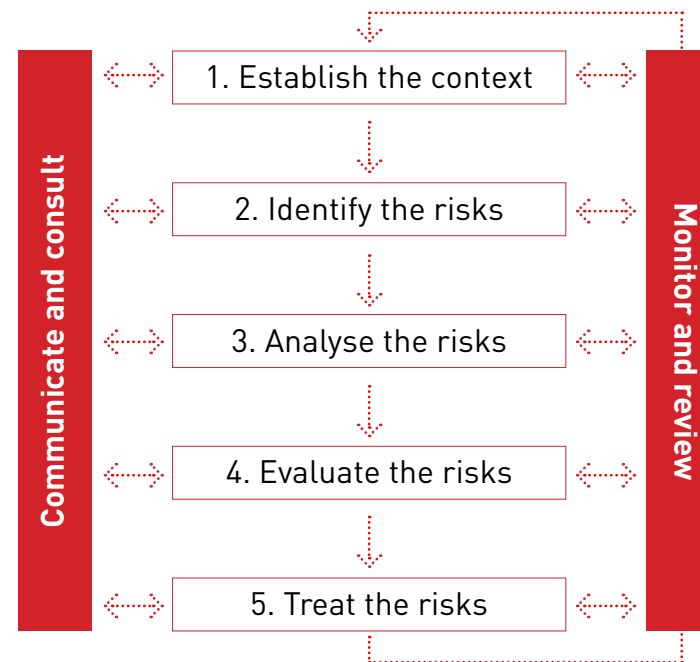 Communicate and consult
1. Establish the context
2. Identify the risks
3. Analyse the risks
4. Evaluate the risks
5. Treat the risks
Monitor and review